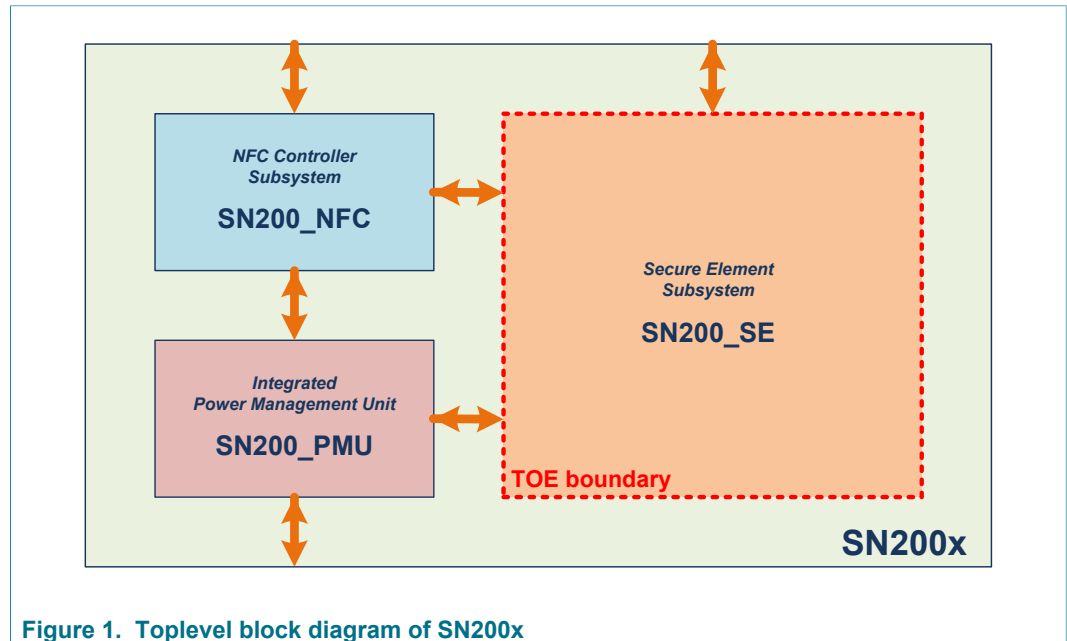 NFC Controller
Subsystem
SN200_NFC
Secure Element
Subsystem
SN200_SE
Integrated
Power Management Unit
SN200_PMU
TOE boundary
SN200x
Figure 1. Toplevel block diagram of SN200x